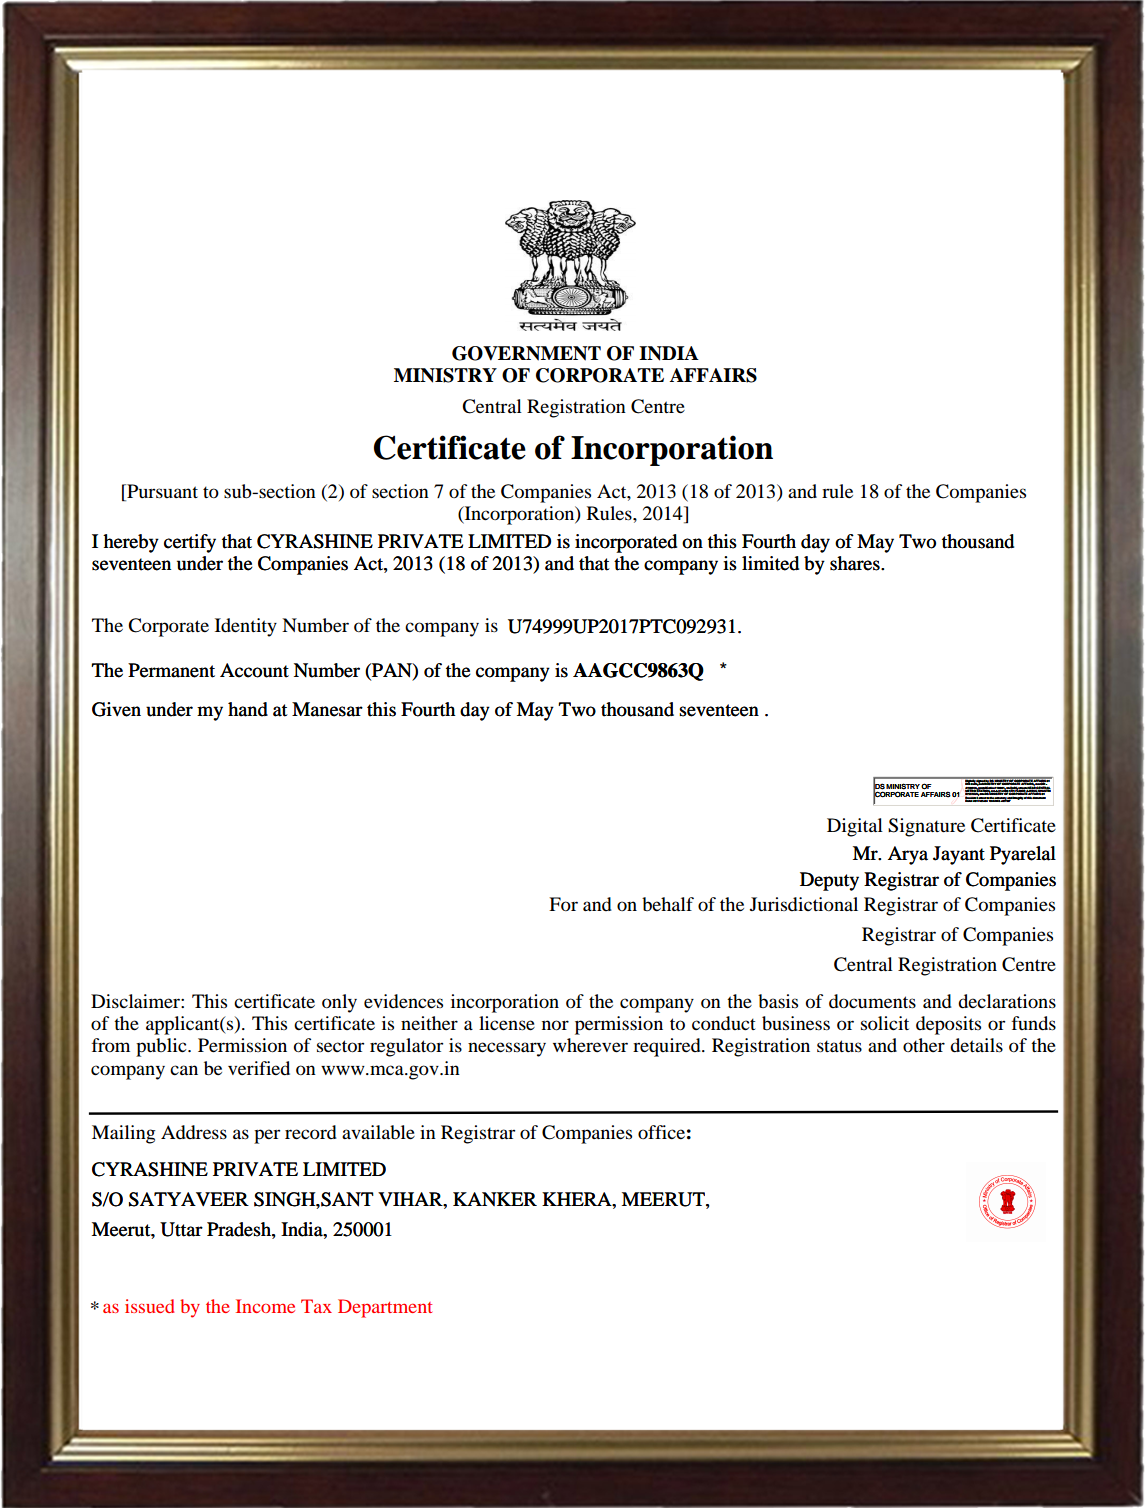 सत्यमेव जयते
GOVERNMENT OF INDIA
MINISTRY OF CORPORATE AFFAIRS
Central Registration Centre
Certificate of Incorporation
[Pursuant to sub-section (2) of section 7 of the Companies Act, 2013 (18 of 2013) and rule 18 of the Companies
(Incorporation) Rules, 2014]
I hereby certify that CYRASHINE PRIVATE LIMITED is incorporated on this Fourth day of May Two thousand
seventeen under the Companies Act, 2013 (18 of 2013) and that the company is limited by shares.
The Corporate Identity Number of the company is U74999UP2017PTC092931.
The Permanent Account Number (PAN) of the company is AAGCC9863Q *
Given under my hand at Manesar this Fourth day of May Two thousand seventeen .
DS MINISTRY OF
CORPORATE AFFAIRS 01
Digital Signature Certificate
Mr. Arya Jayant Pyarelal
Deputy Registrar of Companies
For and on behalf of the Jurisdictional Registrar of Companies
Registrar of Companies
Central Registration Centre
Disclaimer: This certificate only evidences incorporation of the company on the basis of documents and declarations
of the applicant(s). This certificate is neither a license nor permission to conduct business or solicit deposits or funds
from public. Permission of sector regulator is necessary wherever required. Registration status and other details of the
company can be verified on www.mca.gov.in
Mailing Address as per record available in Registrar of Companies office:
CYRASHINE PRIVATE LIMITED
S/O SATYAVEER SINGH,SANT VIHAR, KANKER KHERA, MEERUT,
Meerut, Uttar Pradesh, India, 250001
Ministry of Corporate Affairs
Office of Registrar of Companies
* as issued by the Income Tax Department